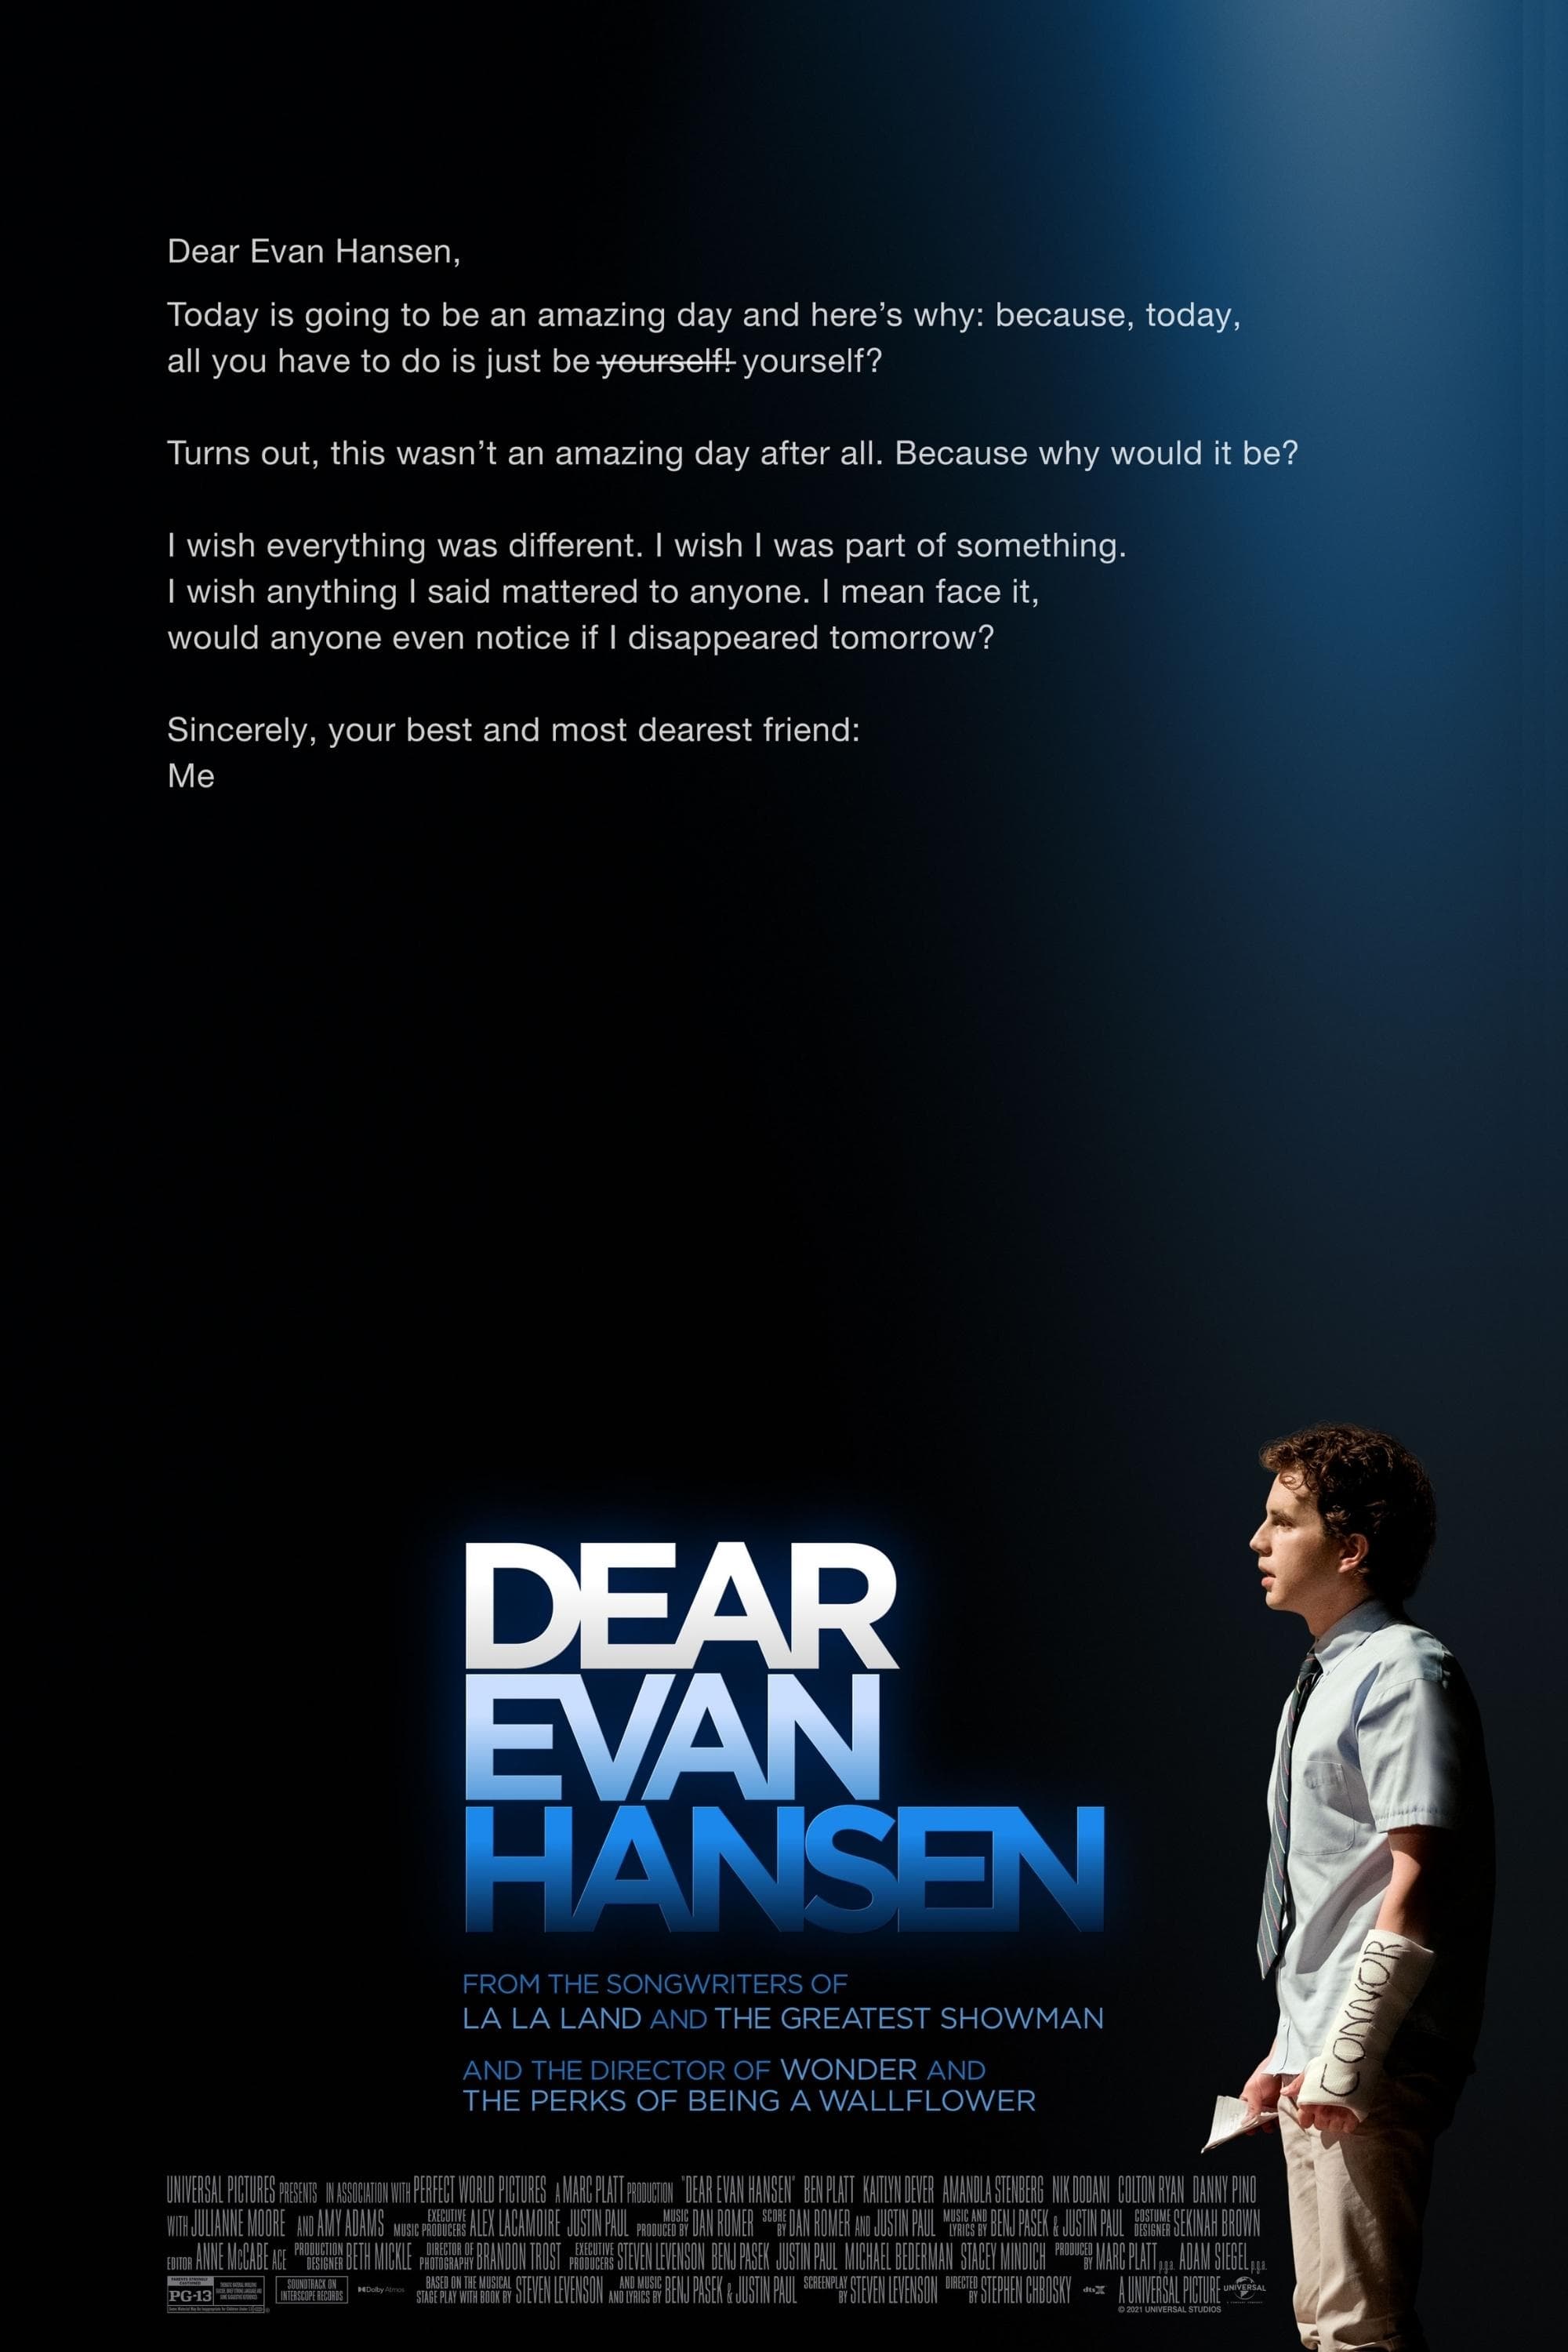 Dear Evan Hansen,
Today is going to be an amazing day and here’s why: because, today,
all you have to do is just be yourself! yourself?
Turns out, this wasn’t an amazing day after all. Because why would it be?
I wish everything was different. I wish I was part of something.
I wish anything I said mattered to anyone. I mean face it,
would anyone even notice if I disappeared tomorrow?
Sincerely, your best and most dearest friend:
Me
DEAR
EVAN
HANSEN
FROM THE SONGWRITERS OF
LA LA LAND AND THE GREATEST SHOWMAN
AND THE DIRECTOR OF WONDER AND
THE PERKS OF BEING A WALLFLOWER
CONNOR
UNIVERSAL PICTURES PRESENTS IN ASSOCIATION WITH PERFECT WORLD PICTURES A MARC PLATT PRODUCTION "DEAR EVAN HANSEN" BEN PLATT KAITLYN DEVER AMANDLA STENBERG NIK DODANI COLTON RYAN DANNY PINO
WITH JULIANNE MOORE AND AMY ADAMS EXECUTIVE MUSIC PRODUCERS ALEX LACAMOIRE JUSTIN PAUL MUSIC PRODUCED BY DAN ROMER SCORE BY DAN ROMER AND JUSTIN PAUL MUSIC AND LYRICS BY BENJ PASEK & JUSTIN PAUL COSTUME DESIGNER SEKINAH BROWN
EDITOR ANNE McCABE ACE PRODUCTION DESIGNER BETH MICKLE DIRECTOR OF PHOTOGRAPHY BRANDON TROST EXECUTIVE PRODUCERS STEVEN LEVENSON BENJ PASEK JUSTIN PAUL MICHAEL BEDERMAN STACEY MINDICH PRODUCED BY MARC PLATT p.g.a. ADAM SIEGEL p.g.a.
PG-13 SOUNDTRACK ON INTERSCOPE RECORDS Dolby Atmos BASED ON THE MUSICAL STAGE PLAY WITH BOOK BY STEVEN LEVENSON AND MUSIC AND LYRICS BY BENJ PASEK & JUSTIN PAUL SCREENPLAY BY STEVEN LEVENSON DIRECTED BY STEPHEN CHBOSKY dts X A UNIVERSAL PICTURE UNIVERSAL
© 2021 UNIVERSAL STUDIOS